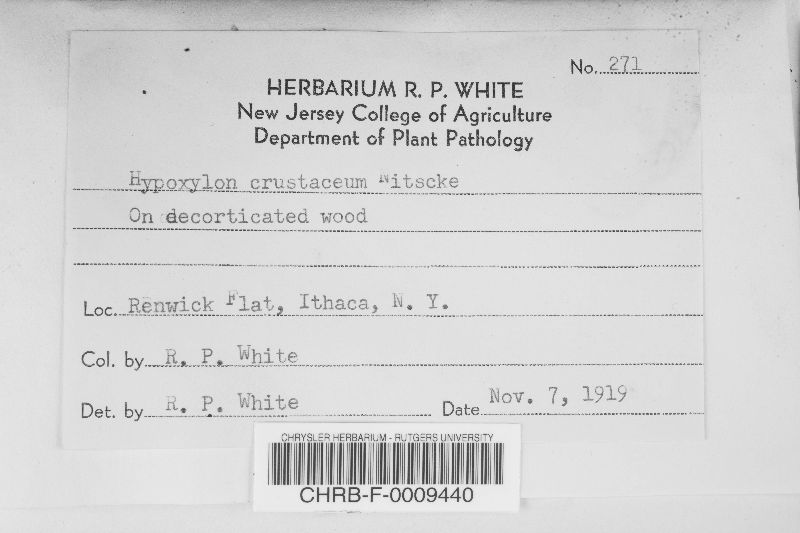 No. 271
HERBARIUM R. P. WHITE
New Jersey College of Agriculture
Department of Plant Pathology
Hypoxylon crustaceum Nitscke
On decorticated wood
Loc. Renwick Flat, Ithaca, N. Y.
Col. by R. P. White
Det. by R. P. White Date Nov. 7, 1919
CHRYSLER HERBARIUM - RUTGERS UNIVERSITY
CHRB-F-0009440